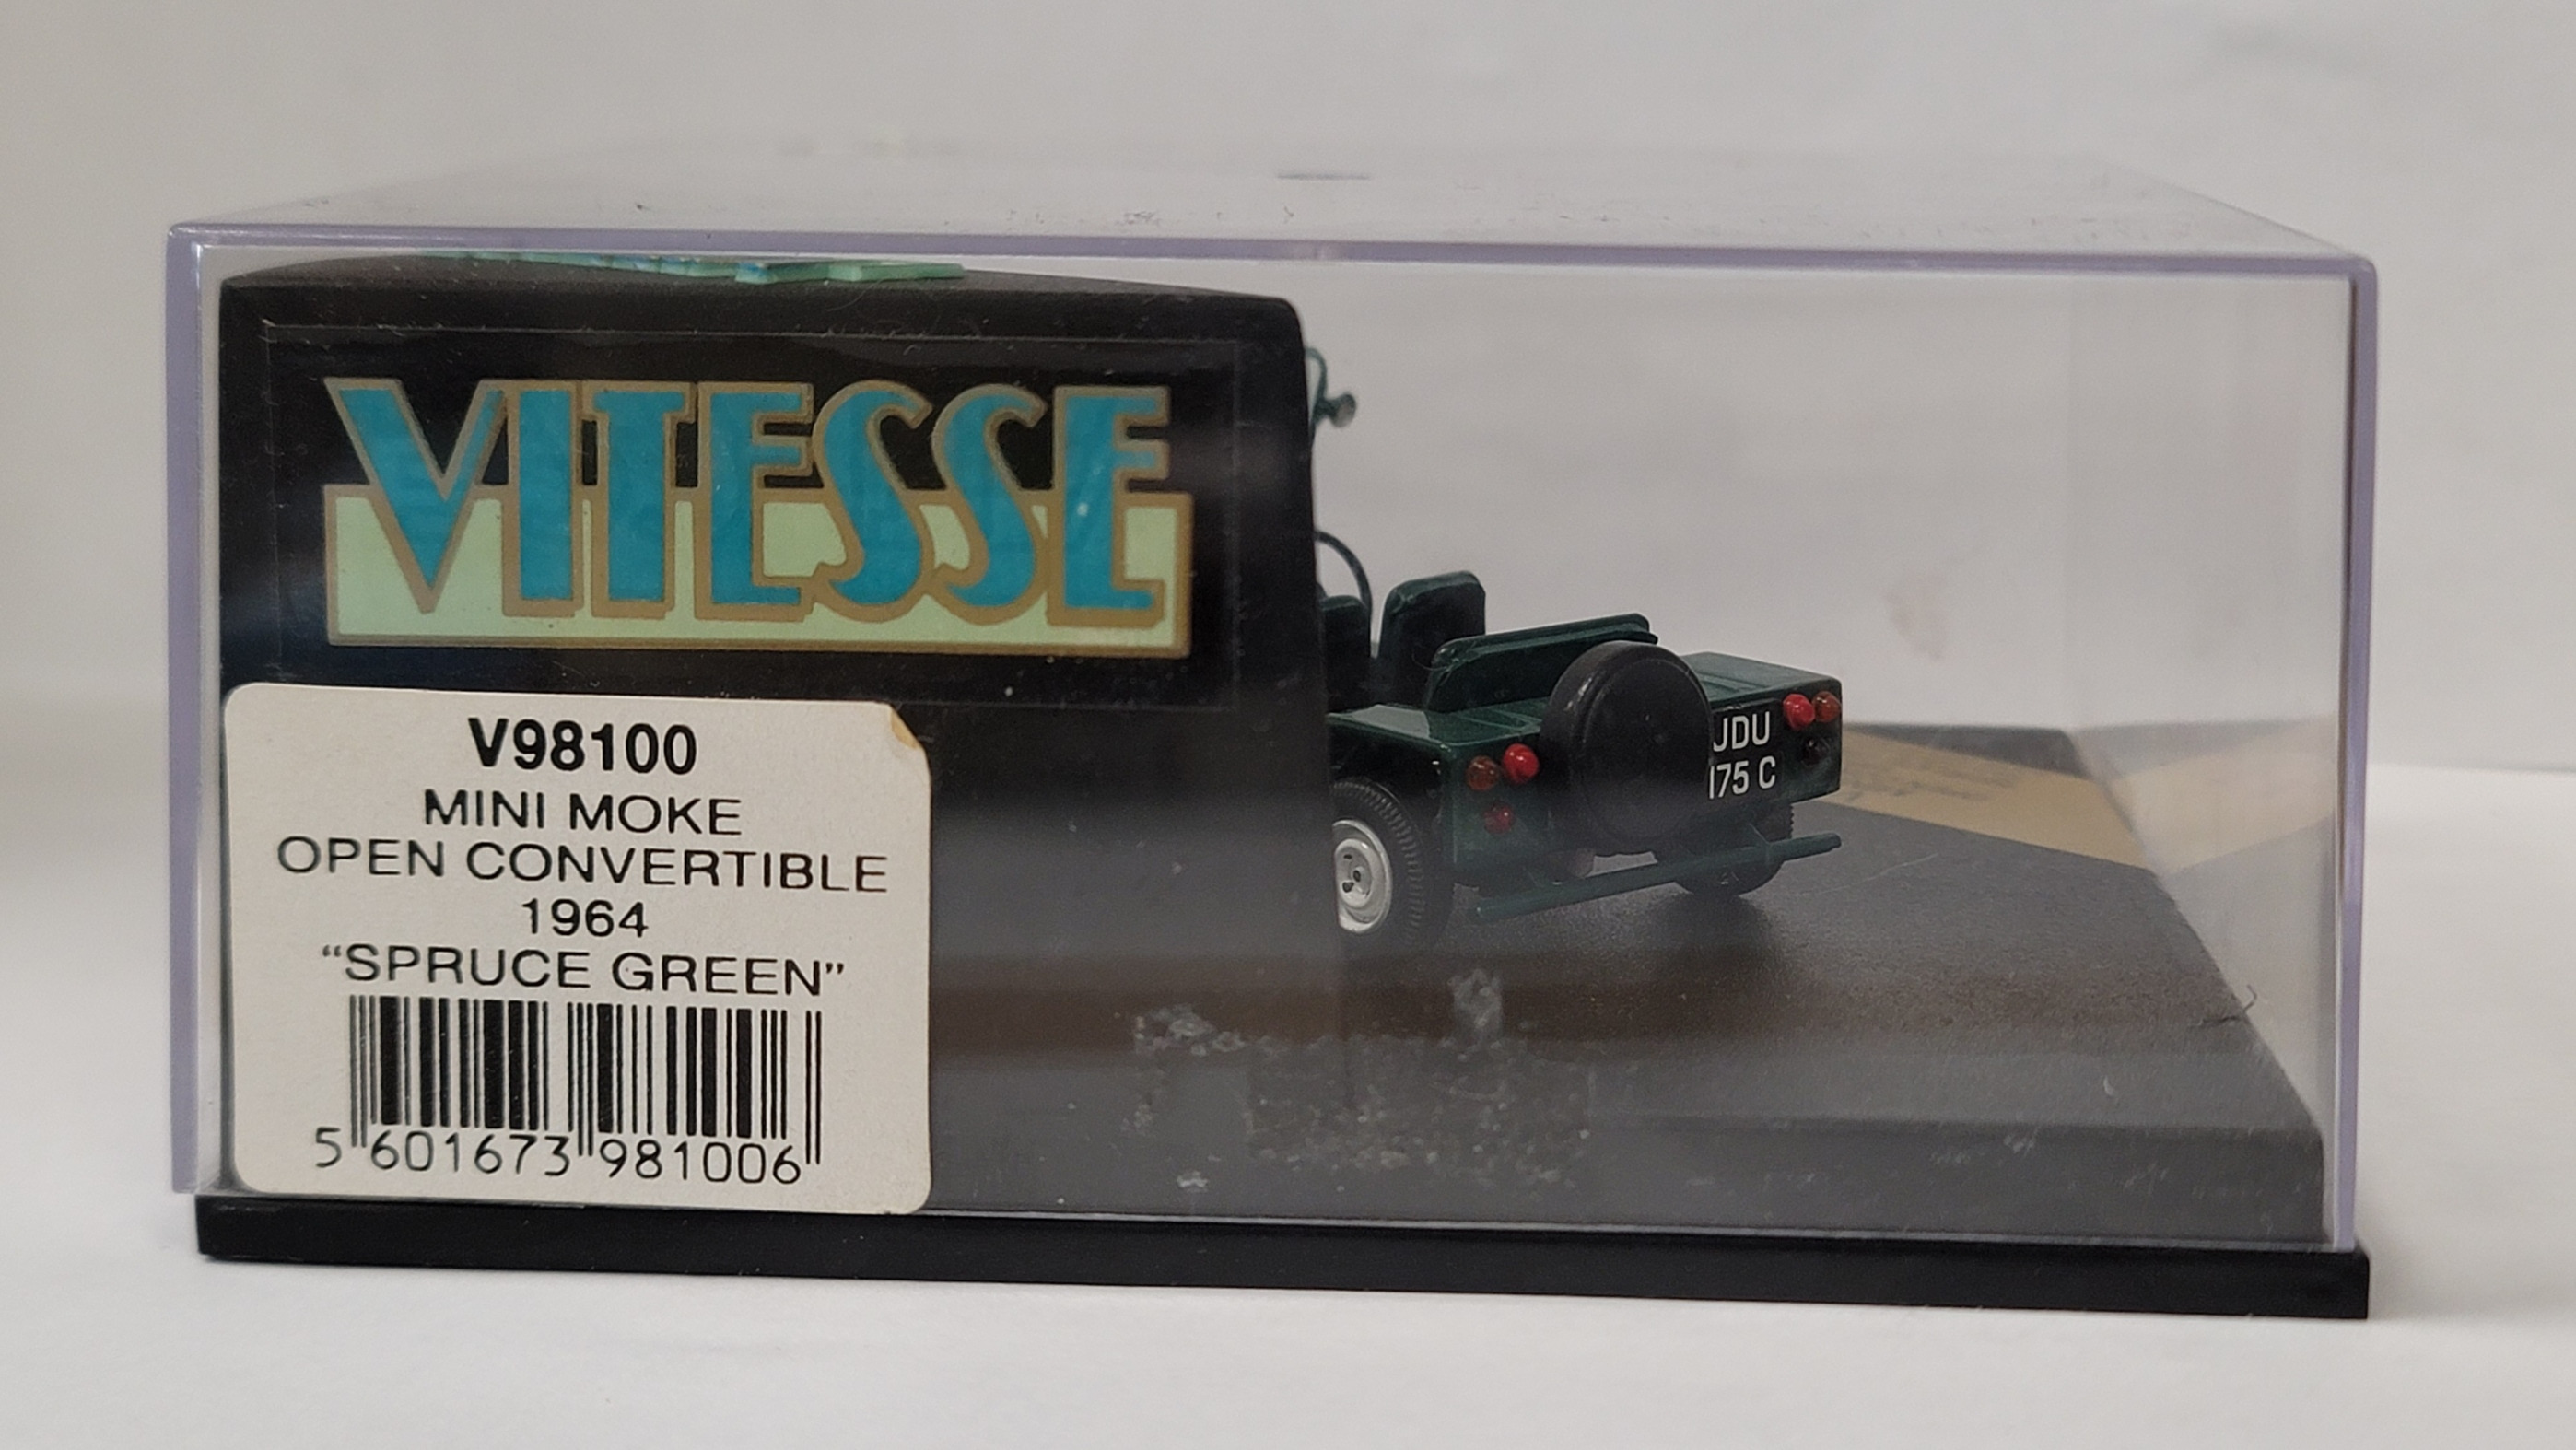 VITESSE
V98100
MINI MOKE
OPEN CONVERTIBLE
1964
“SPRUCE GREEN”
5 601673 981006
JDU
175 C